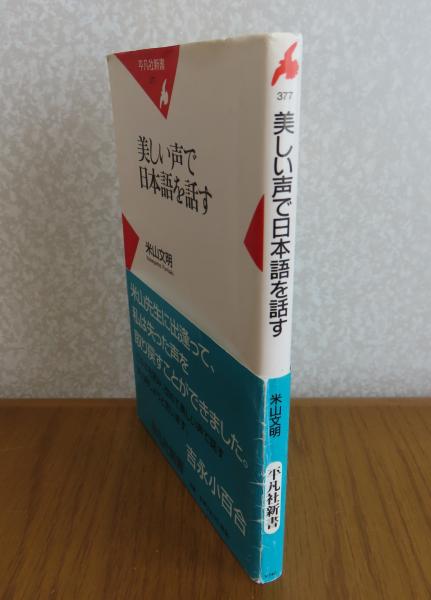 平凡社新書
美しい声で
日本語を話す
米山文明
Yoneyama Fumiaki
米山先生に出逢って、
私は失った声を
取り戻すことができました。
吉永小百合
377
美しい声で日本語を話す
米山文明
平凡社新書